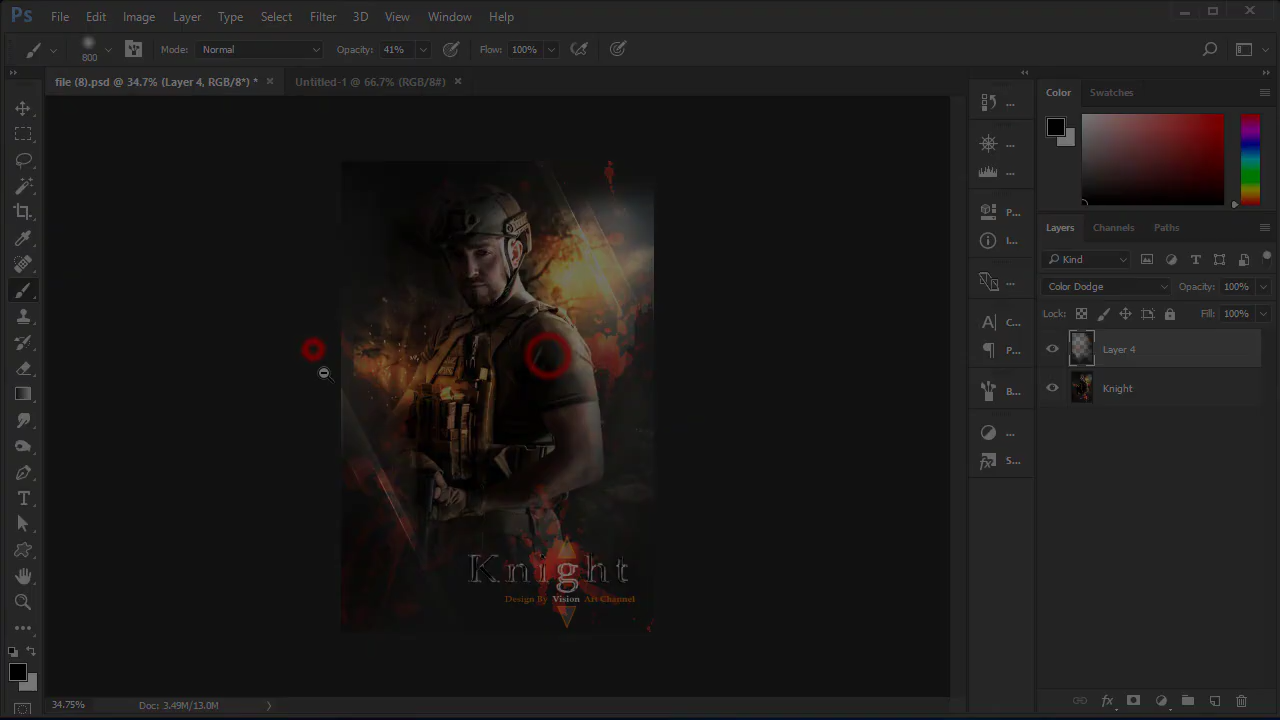 Ps File Edit Image Layer Type Select Filter 3D View Window Help
800 Mode: Normal Opacity: 41% Flow: 100%
file (8).psd @ 34.7% (Layer 4, RGB/8*) * × Untitled-1 @ 66.7% (RGB/8#) ×
Color Swatches
...
...
...
P...
I...
...
C...
P...
B...
...
S...
Layers Channels Paths
Kind
Color Dodge Opacity: 100%
Lock: Fill: 100%
Layer 4
Knight
Knight
Design By Vision Art Channel
34.75% Doc: 3.49M/13.0M